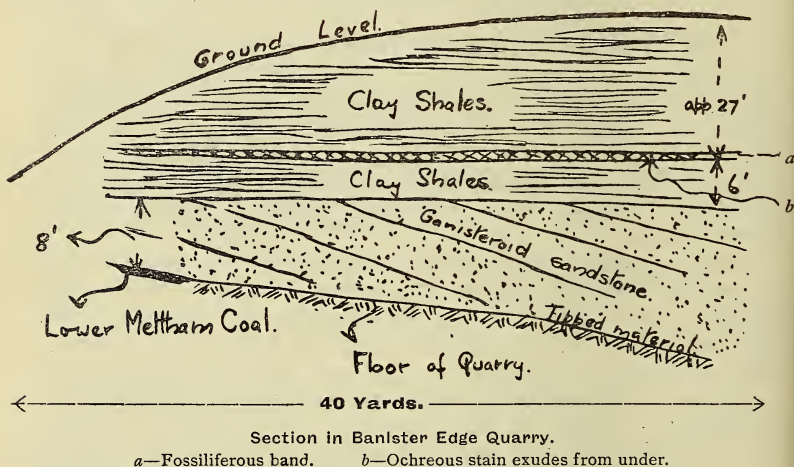 Ground Level.
Clay Shales.
app 27'
a
Clay Shales.
6'
b
8'
Ganisteroid Sandstone.
Lower Meltham Coal.
Tipped material.
Floor of Quarry.
40 Yards.
Section in Banister Edge Quarry.
a—Fossiliferous band. b—Ochreous stain exudes from under.